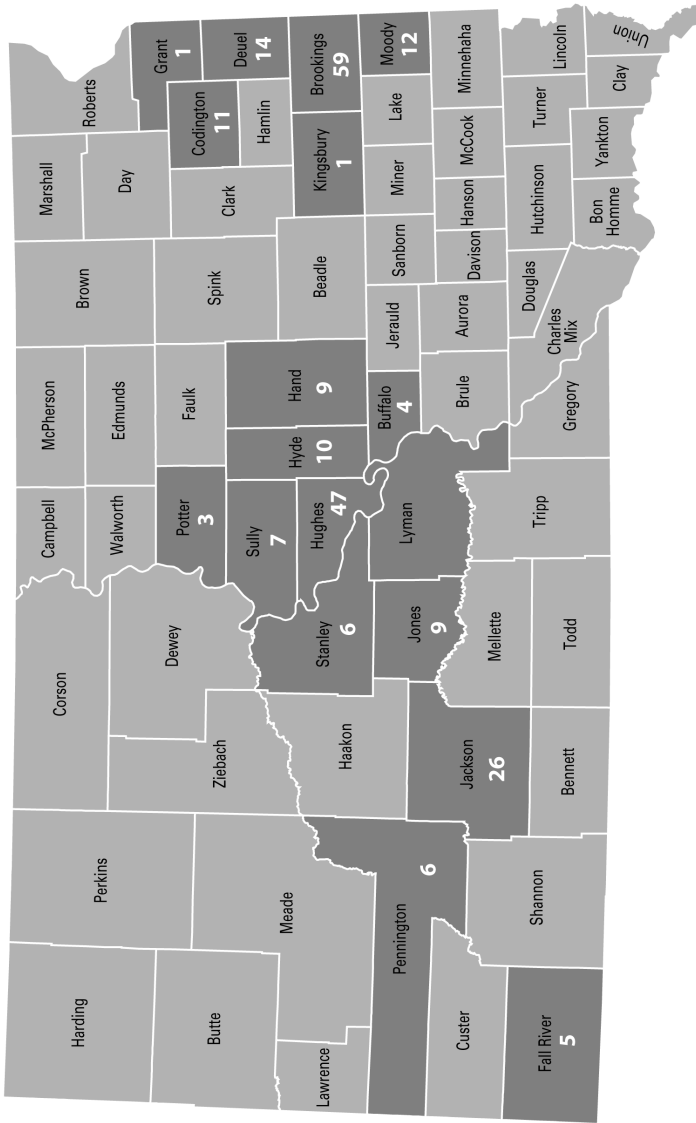 Harding
Perkins
Corson
Campbell
McPherson
Brown
Marshall
Roberts
Walworth
Edmunds
Day
Grant
1
Butte
Ziebach
Dewey
Potter
3
Faulk
Spink
Clark
Codington
11
Deuel
14
Hamlin
Meade
Sully
7
Hyde
10
Hand
9
Beadle
Kingsbury
1
Brookings
59
Lawrence
Haakon
Stanley
6
Hughes
47
Buffalo
4
Jerauld
Sanborn
Miner
Lake
Moody
12
Pennington
6
Jackson
26
Jones
9
Lyman
Brule
Aurora
Davison
Hanson
McCook
Minnehaha
Custer
Mellette
Douglas
Hutchinson
Turner
Lincoln
Fall River
5
Shannon
Bennett
Todd
Tripp
Gregory
Charles
Mix
Bon
Homme
Yankton
Clay
Union